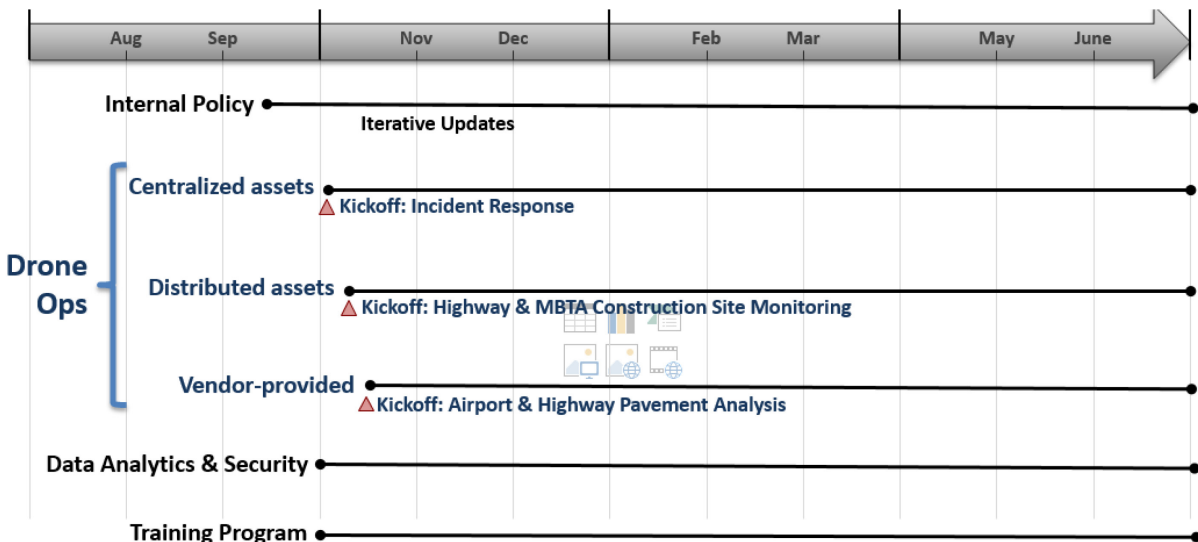 Aug Sep Nov Dec Feb Mar May June
Internal Policy
Iterative Updates
Centralized assets
Kickoff: Incident Response
Drone
Ops
Distributed assets
Kickoff: Highway & MBTA Construction Site Monitoring
Vendor-provided
Kickoff: Airport & Highway Pavement Analysis
Data Analytics & Security
Training Program